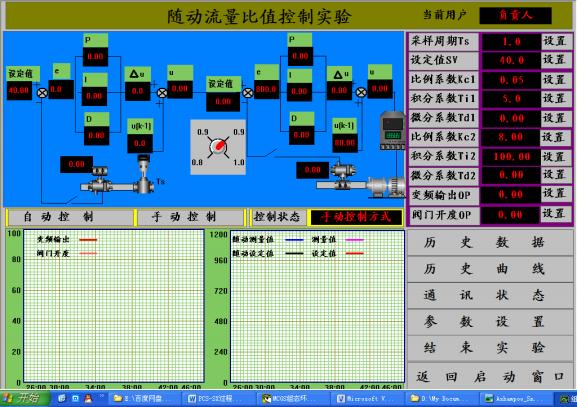 随动流量比值控制实验
当前用户 负责人
采样周期Ts 1.0 设置
设定值SV 40.0 设置
比例系数Kc1 0.05 设置
积分系数Ti1 5.0 设置
微分系数Td1 0.00 设置
比例系数Kc2 8.00 设置
积分系数Ti2 100.00 设置
微分系数Td2 0.00 设置
变频输出OP 0.00 设置
阀门开度OP 0.00 设置
设定值
40.00
e
0.0
P
0.00
I
0.00
D
0.00
Δu
0.0
u
0.00
u(k-1)
0.0
0.00
Ts
设定值
0.00
e
800.0
P
0.00
I
0.00
D
0.00
Δu
0.0
u
0.00
u(k-1)
80.00
0.00
0.9 0.9
0.8 1.0
自动控制 手动控制 控制状态 手动控制方式
变频输出
阀门开度
100
80
60
40
20
0
26:00 30:00 34:00 38:00 42:00 46:00
随动测量值 测量值
随动设定值 设定值
1200
960
720
480
240
0
26:00 30:00 34:00 38:00 42:00 46:00
历史数据
历史曲线
通讯状态
参数设置
结束实验
返回启动窗口
开始
E:\百度网盘...
PCS-SX过程...
MCGS组态环...
Microsoft V...
D:\My Docum...
Ashampoo_Sn...